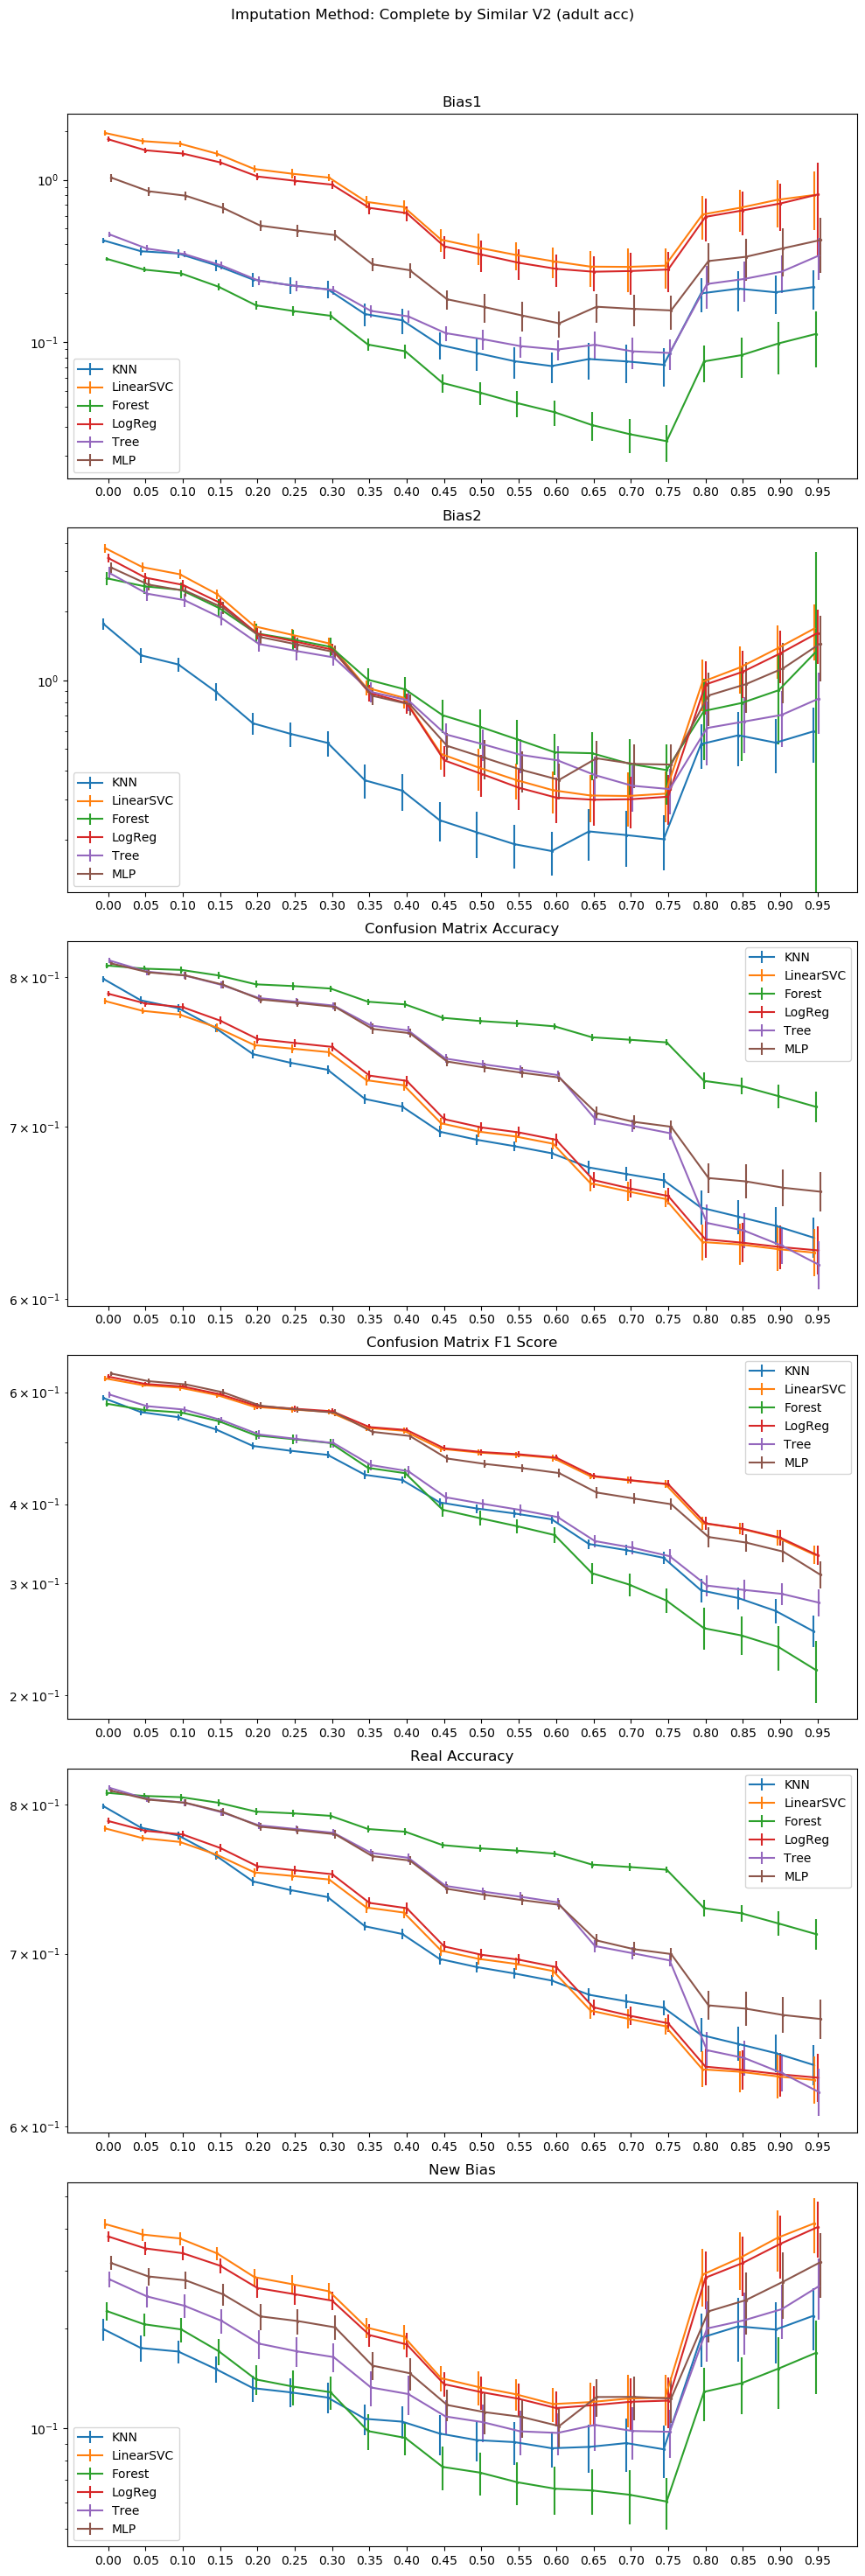 Imputation Method: Complete by Similar V2 (adult acc)
Bias1
10^0
10^-1
KNN
LinearSVC
Forest
LogReg
Tree
MLP
0.00 0.05 0.10 0.15 0.20 0.25 0.30 0.35 0.40 0.45 0.50 0.55 0.60 0.65 0.70 0.75 0.80 0.85 0.90 0.95
Bias2
10^0
KNN
LinearSVC
Forest
LogReg
Tree
MLP
0.00 0.05 0.10 0.15 0.20 0.25 0.30 0.35 0.40 0.45 0.50 0.55 0.60 0.65 0.70 0.75 0.80 0.85 0.90 0.95
Confusion Matrix Accuracy
8 × 10^-1
7 × 10^-1
6 × 10^-1
KNN
LinearSVC
Forest
LogReg
Tree
MLP
0.00 0.05 0.10 0.15 0.20 0.25 0.30 0.35 0.40 0.45 0.50 0.55 0.60 0.65 0.70 0.75 0.80 0.85 0.90 0.95
Confusion Matrix F1 Score
6 × 10^-1
4 × 10^-1
3 × 10^-1
2 × 10^-1
KNN
LinearSVC
Forest
LogReg
Tree
MLP
0.00 0.05 0.10 0.15 0.20 0.25 0.30 0.35 0.40 0.45 0.50 0.55 0.60 0.65 0.70 0.75 0.80 0.85 0.90 0.95
Real Accuracy
8 × 10^-1
7 × 10^-1
6 × 10^-1
KNN
LinearSVC
Forest
LogReg
Tree
MLP
0.00 0.05 0.10 0.15 0.20 0.25 0.30 0.35 0.40 0.45 0.50 0.55 0.60 0.65 0.70 0.75 0.80 0.85 0.90 0.95
New Bias
10^-1
KNN
LinearSVC
Forest
LogReg
Tree
MLP
0.00 0.05 0.10 0.15 0.20 0.25 0.30 0.35 0.40 0.45 0.50 0.55 0.60 0.65 0.70 0.75 0.80 0.85 0.90 0.95